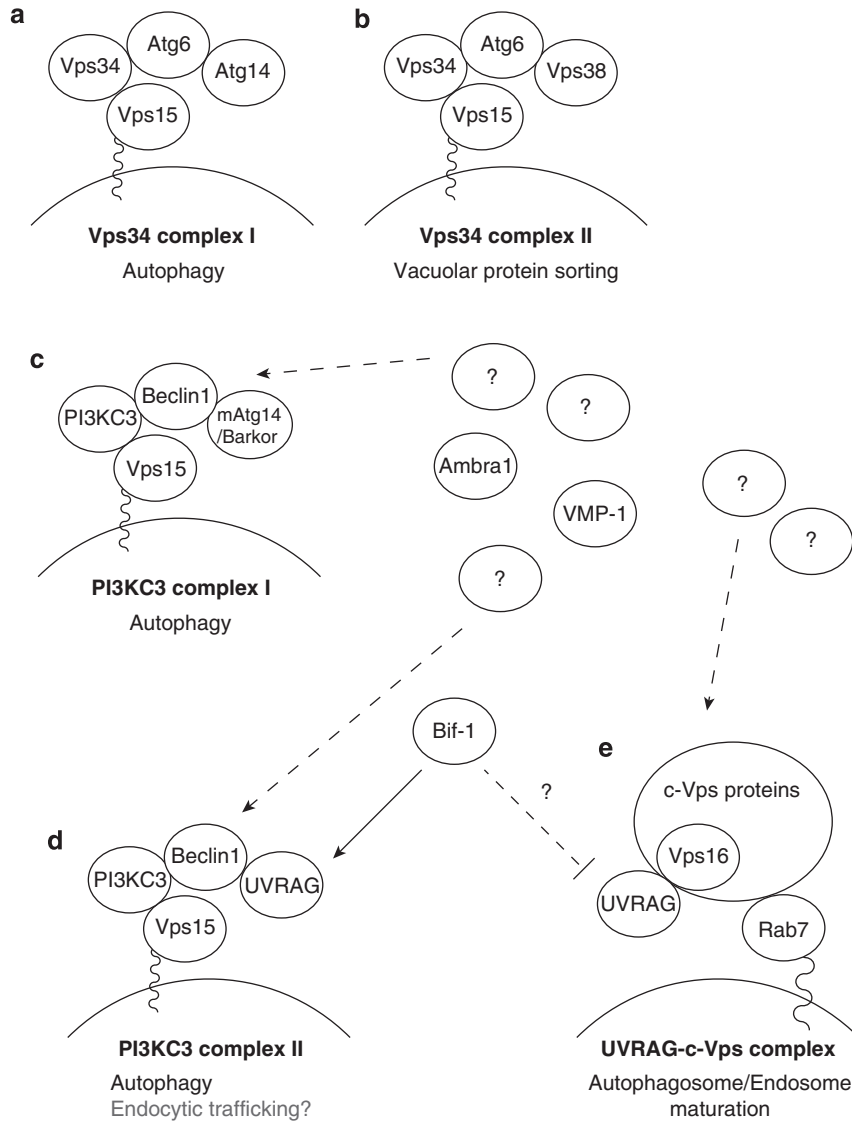 a
Vps34
Atg6
Atg14
Vps15
Vps34 complex I
Autophagy
b
Vps34
Atg6
Vps38
Vps15
Vps34 complex II
Vacuolar protein sorting
c
PI3KC3
Beclin1
mAtg14
/Barkor
Vps15
PI3KC3 complex I
Autophagy
?
?
Ambra1
VMP-1
?
?
?
Bif-1
?
d
PI3KC3
Beclin1
UVRAG
Vps15
PI3KC3 complex II
Autophagy
Endocytic trafficking?
e
c-Vps proteins
Vps16
UVRAG
Rab7
UVRAG-c-Vps complex
Autophagosome/Endosome
maturation